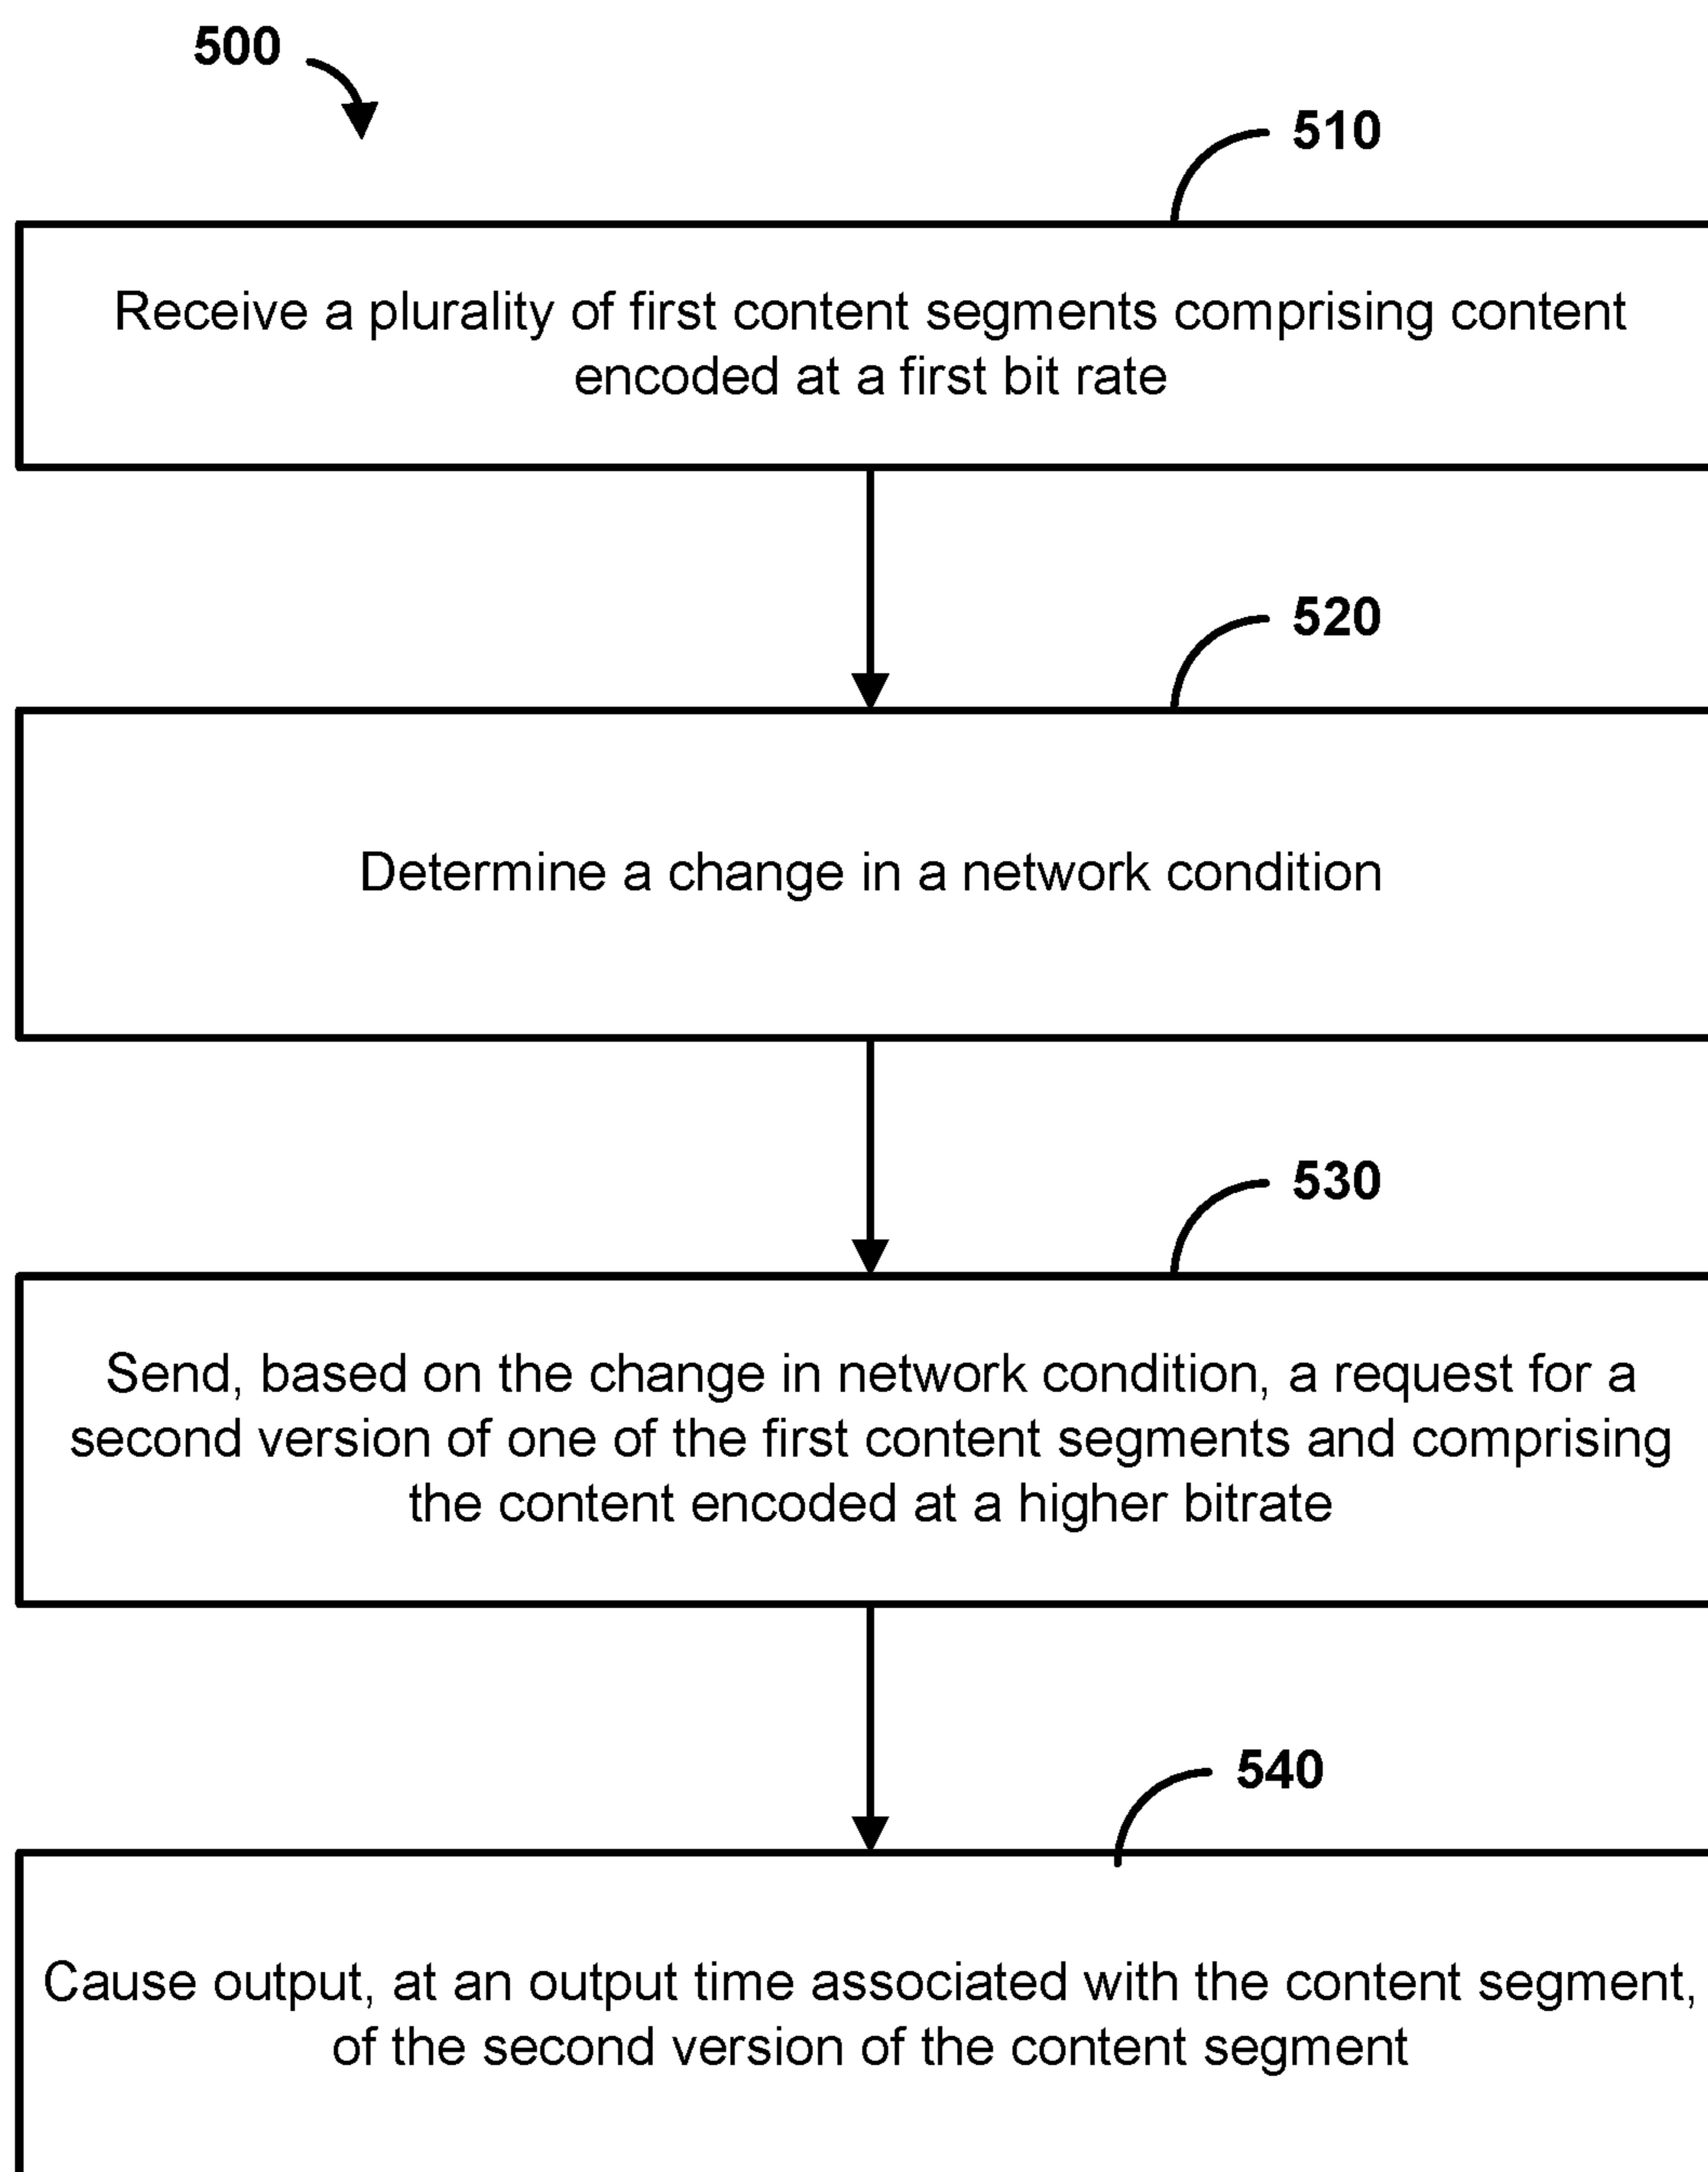 500
510
Receive a plurality of first content segments comprising content
encoded at a first bit rate
520
Determine a change in a network condition
530
Send, based on the change in network condition, a request for a
second version of one of the first content segments and comprising
the content encoded at a higher bitrate
540
Cause output, at an output time associated with the content segment,
of the second version of the content segment